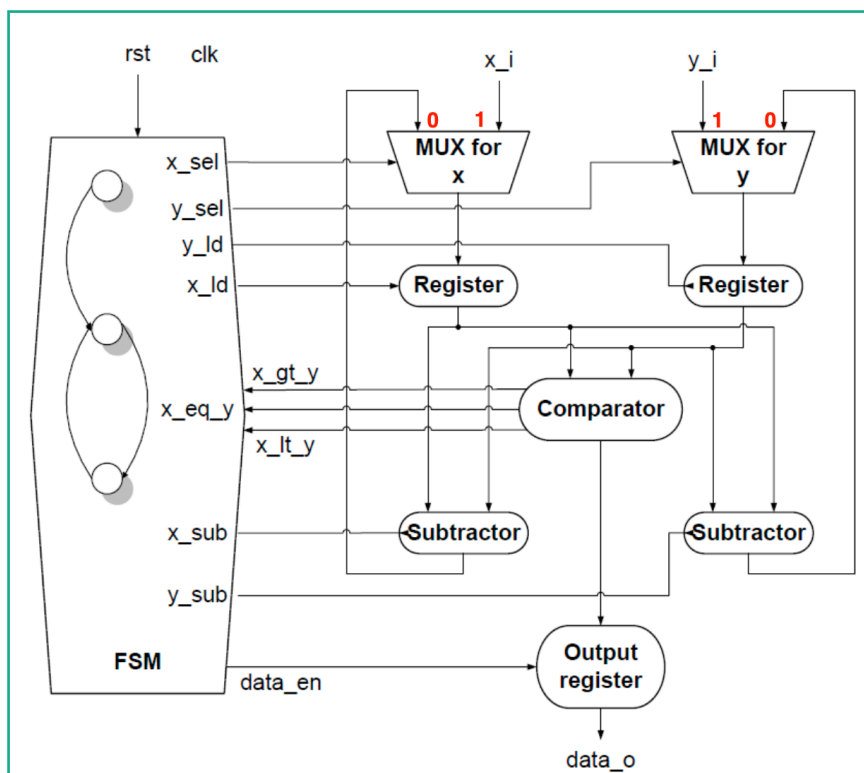 rst clk
x_i y_i
0 1 1 0
MUX for
x
MUX for
y
x_sel
y_sel
y_ld
x_ld
Register Register
x_gt_y
x_eq_y
x_lt_y
Comparator
x_sub
Subtractor Subtractor
y_sub
FSM
data_en
Output
register
data_o